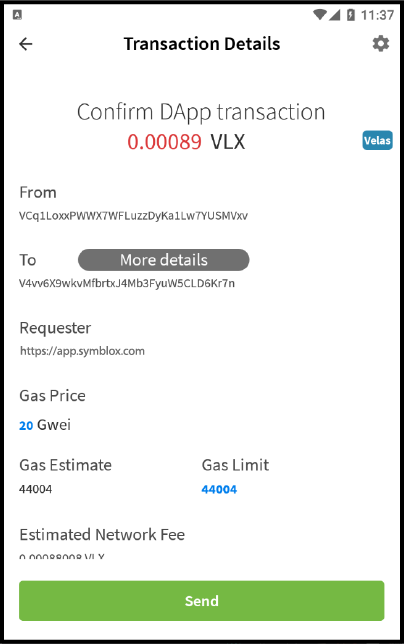 11:37
Transaction Details
Confirm DApp transaction
0.00089 VLX
Velas
From
VCq1LoxxPWWX7WFLuzzDyKa1Lw7YUSMVxv
To More details
V4vv6X9wkvMfbrtxJ4Mb3FyuW5CLD6Kr7n
Requester
https://app.symblox.com
Gas Price
20 Gwei
Gas Estimate Gas Limit
44004 44004
Estimated Network Fee
0.00088008 VLX
Send